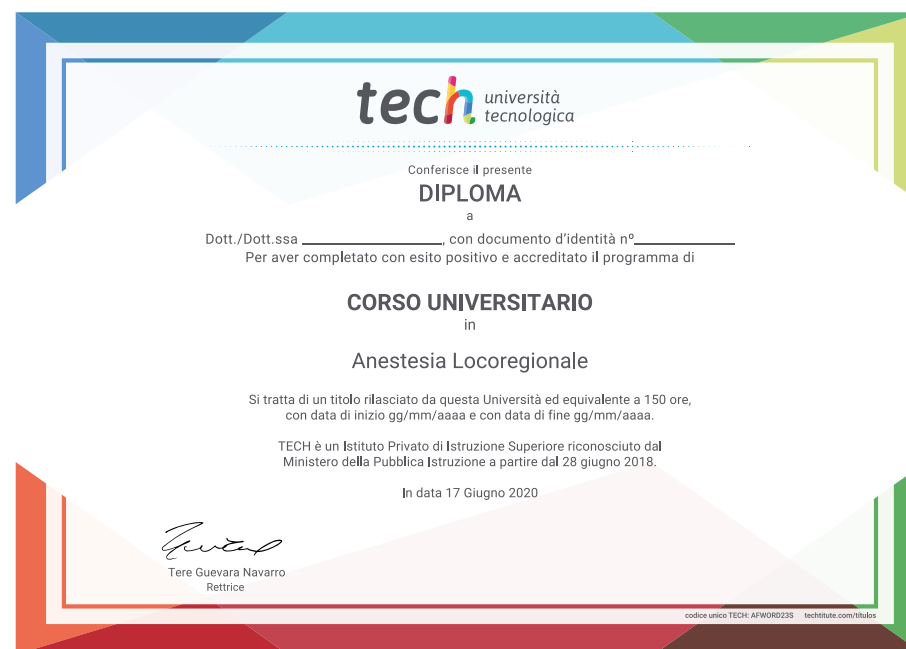 tech università
tecnologica
Conferisce il presente
DIPLOMA
a
Dott./Dott.ssa ____________________, con documento d'identità nº______________
Per aver completato con esito positivo e accreditato il programma di
CORSO UNIVERSITARIO
in
Anestesia Locoregionale
Si tratta di un titolo rilasciato da questa Università ed equivalente a 150 ore,
con data di inizio gg/mm/aaaa e con data di fine gg/mm/aaaa.
TECH è un Istituto Privato di Istruzione Superiore riconosciuto dal
Ministero della Pubblica Istruzione a partire dal 28 giugno 2018.
In data 17 Giugno 2020
Tere Guevara Navarro
Rettrice
codice unico TECH: AFWORD23S techtitute.com/titulos